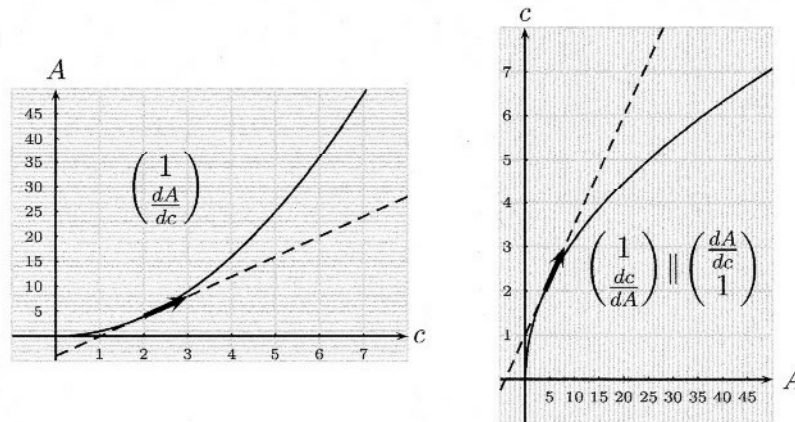 A
45
40
35
30
25
20
15
10
5
( 1 )
( dA/dc )
1 2 3 4 5 6 7
c
c
7
6
5
4
3
2
1
( 1 ) ∥ ( dA/dc )
( dc/dA ) ( 1 )
5 10 15 20 25 30 35 40 45
A